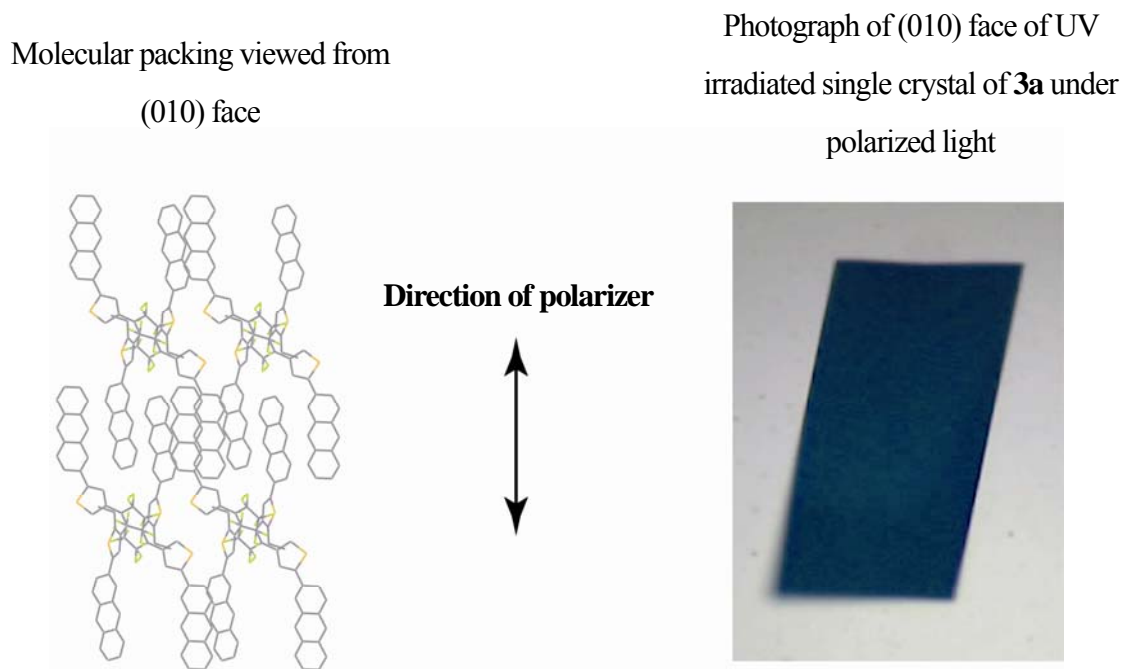 Molecular packing viewed from
(010) face
Photograph of (010) face of UV
irradiated single crystal of 3a under
polarized light
Direction of polarizer